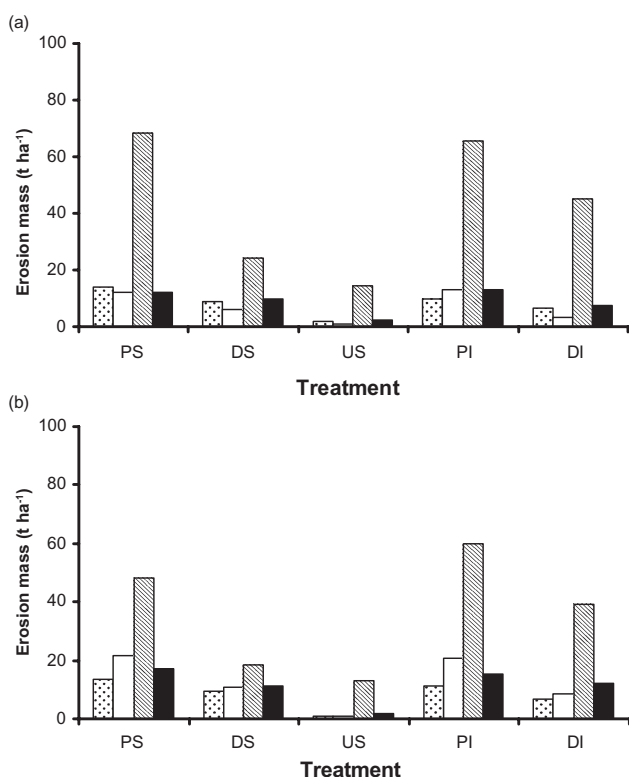 (a)
100
80
60
40
20
0
Erosion mass (t ha⁻¹)
PS DS US PI DI
Treatment
(b)
100
80
60
40
20
0
Erosion mass (t ha⁻¹)
PS DS US PI DI
Treatment